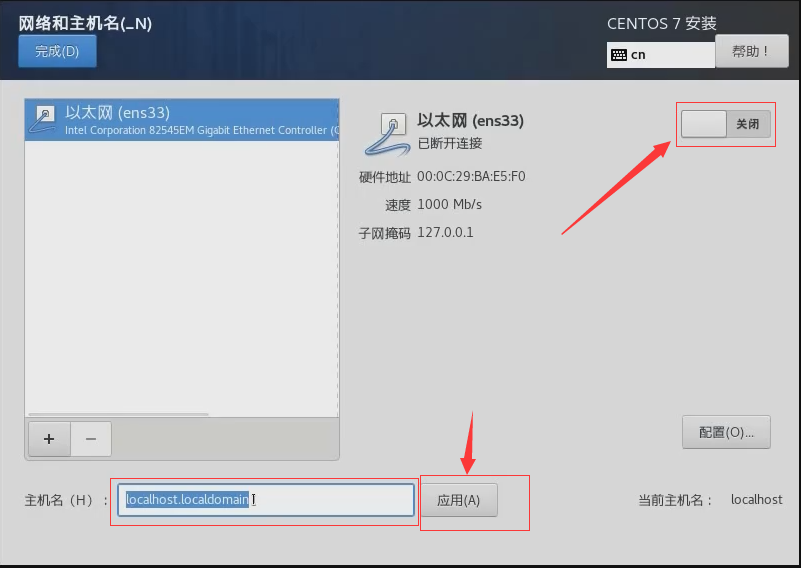 网络和主机名(_N)
CENTOS 7 安装
完成(D)
cn
帮助！
以太网 (ens33)
Intel Corporation 82545EM Gigabit Ethernet Controller (
以太网 (ens33)
已断开连接
关闭
硬件地址 00:0C:29:BA:E5:F0
速度 1000 Mb/s
子网掩码 127.0.0.1
+ −
配置(O)...
主机名（H）： localhost.localdomain
应用(A)
当前主机名： localhost